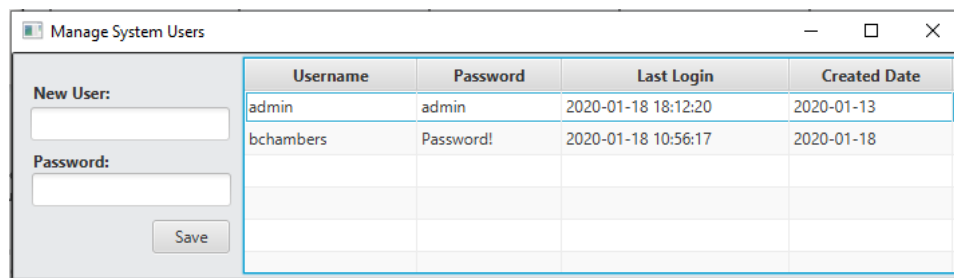 Manage System Users
New User:
Password:
Save
Username Password Last Login Created Date
admin admin 2020-01-18 18:12:20 2020-01-13
bchambers Password! 2020-01-18 10:56:17 2020-01-18